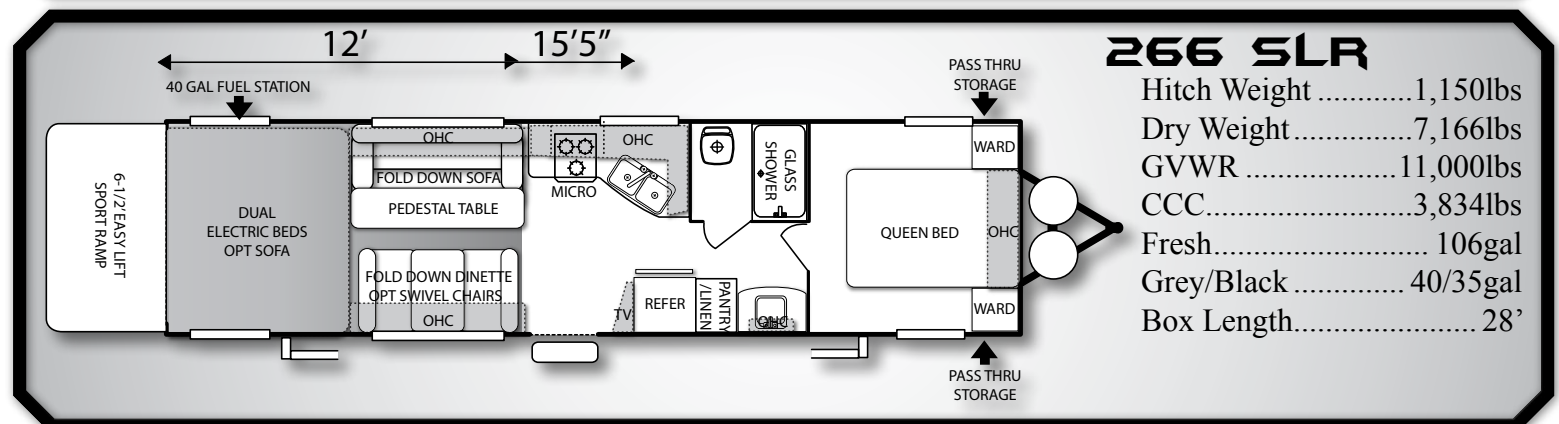 12’
15’5”
40 GAL FUEL STATION
6-1/2’ EASY LIFT
SPORT RAMP
DUAL
ELECTRIC BEDS
OPT SOFA
OHC
FOLD DOWN SOFA
PEDESTAL TABLE
FOLD DOWN DINETTE
OPT SWIVEL CHAIRS
OHC
MICRO
OHC
TV
REFER
PANTRY
/LINEN
OHC
GLASS
SHOWER
QUEEN BED
OHC
WARD
WARD
PASS THRU
STORAGE
PASS THRU
STORAGE
266 SLR
Hitch Weight ............1,150lbs
Dry Weight...............7,166lbs
GVWR ...................11,000lbs
CCC..........................3,834lbs
Fresh........................... 106gal
Grey/Black ............. 40/35gal
Box Length....................... 28’